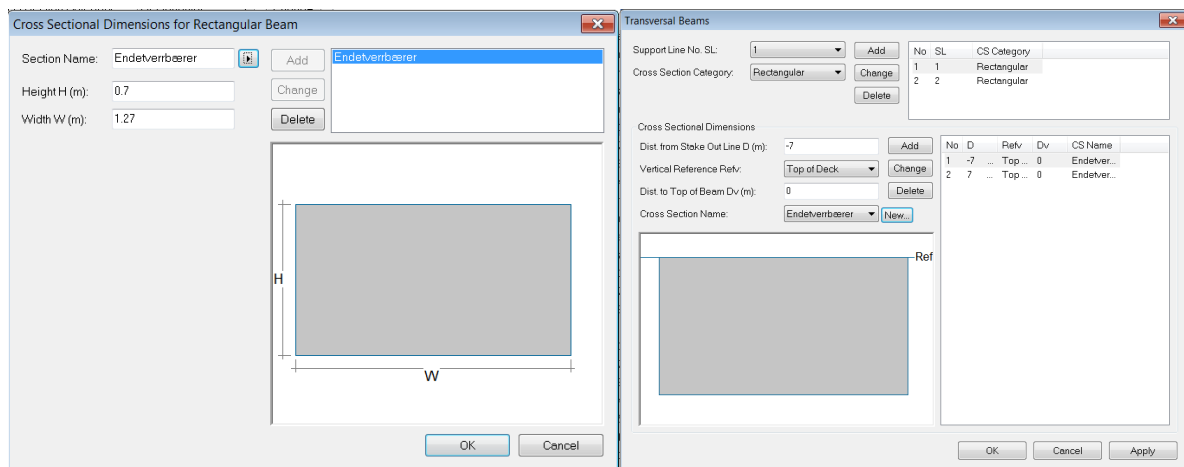 Cross Sectional Dimensions for Rectangular Beam
Section Name: Endetverrbærer
Height H (m): 0.7
Width W (m): 1.27
Add
Change
Delete
Endetverrbærer
H
W
OK Cancel
Transversal Beams
Support Line No. SL: 1 Add
Cross Section Category: Rectangular Change
Delete
No SL CS Category
1 1 Rectangular
2 2 Rectangular
Cross Sectional Dimensions
Dist. from Stake Out Line D (m): -7 Add
Vertical Reference Refv: Top of Deck Change
Dist. to Top of Beam Dv (m): 0 Delete
Cross Section Name: Endetverrbærer New...
No D Refv Dv CS Name
1 -7 ... Top ... 0 Endetver...
2 7 ... Top ... 0 Endetver...
Ref
OK Cancel Apply